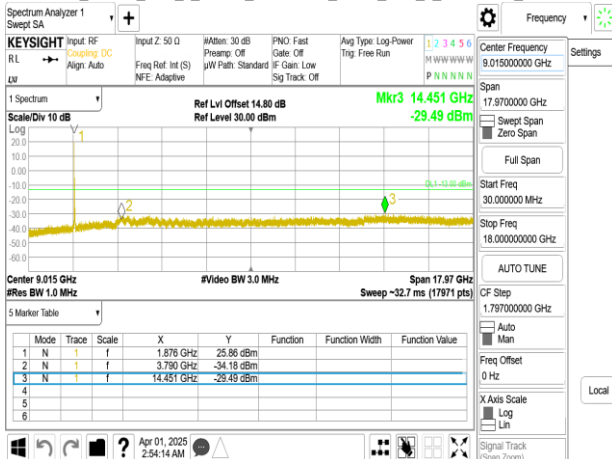 Spectrum Analyzer 1
Swept SA
Frequency
KEYSIGHT
Input: RF
Coupling: DC
Align: Auto
Input Z: 50 Ω
Freq Ref: Int (S)
NFE: Adaptive
#Atten: 30 dB
Preamp: Off
µW Path: Standard
PNO: Fast
Gate: Off
IF Gain: Low
Sig Track: Off
Avg Type: Log-Power
Trig: Free Run
1 2 3 4 5 6
M W W W W W
P N N N N N
RL
Center Frequency
9.015000000 GHz
Settings
1 Spectrum
Scale/Div 10 dB
Ref Lvl Offset 14.80 dB
Ref Level 30.00 dBm
Mkr3 14.451 GHz
-29.49 dBm
Log
20.0
10.0
0.00
-10.0
-20.0
-30.0
-40.0
-50.0
-60.0
1
2
3
DL1 -13.00 dBm
Center 9.015 GHz
#Res BW 1.0 MHz
#Video BW 3.0 MHz
Span 17.97 GHz
Sweep ~32.7 ms (17971 pts)
Span
17.9700000 GHz
Swept Span
Zero Span
Full Span
Start Freq
30.000000 MHz
Stop Freq
18.000000000 GHz
AUTO TUNE
CF Step
1.797000000 GHz
Auto
Man
Freq Offset
0 Hz
X Axis Scale
Log
Lin
Signal Track
(Span Zoom)
Local
5 Marker Table
Mode Trace Scale X Y Function Function Width Function Value
1 N 1 f 1.876 GHz 25.86 dBm
2 N 1 f 3.790 GHz -34.18 dBm
3 N 1 f 14.451 GHz -29.49 dBm
4
5
6
?
Apr 01, 2025
2:54:14 AM